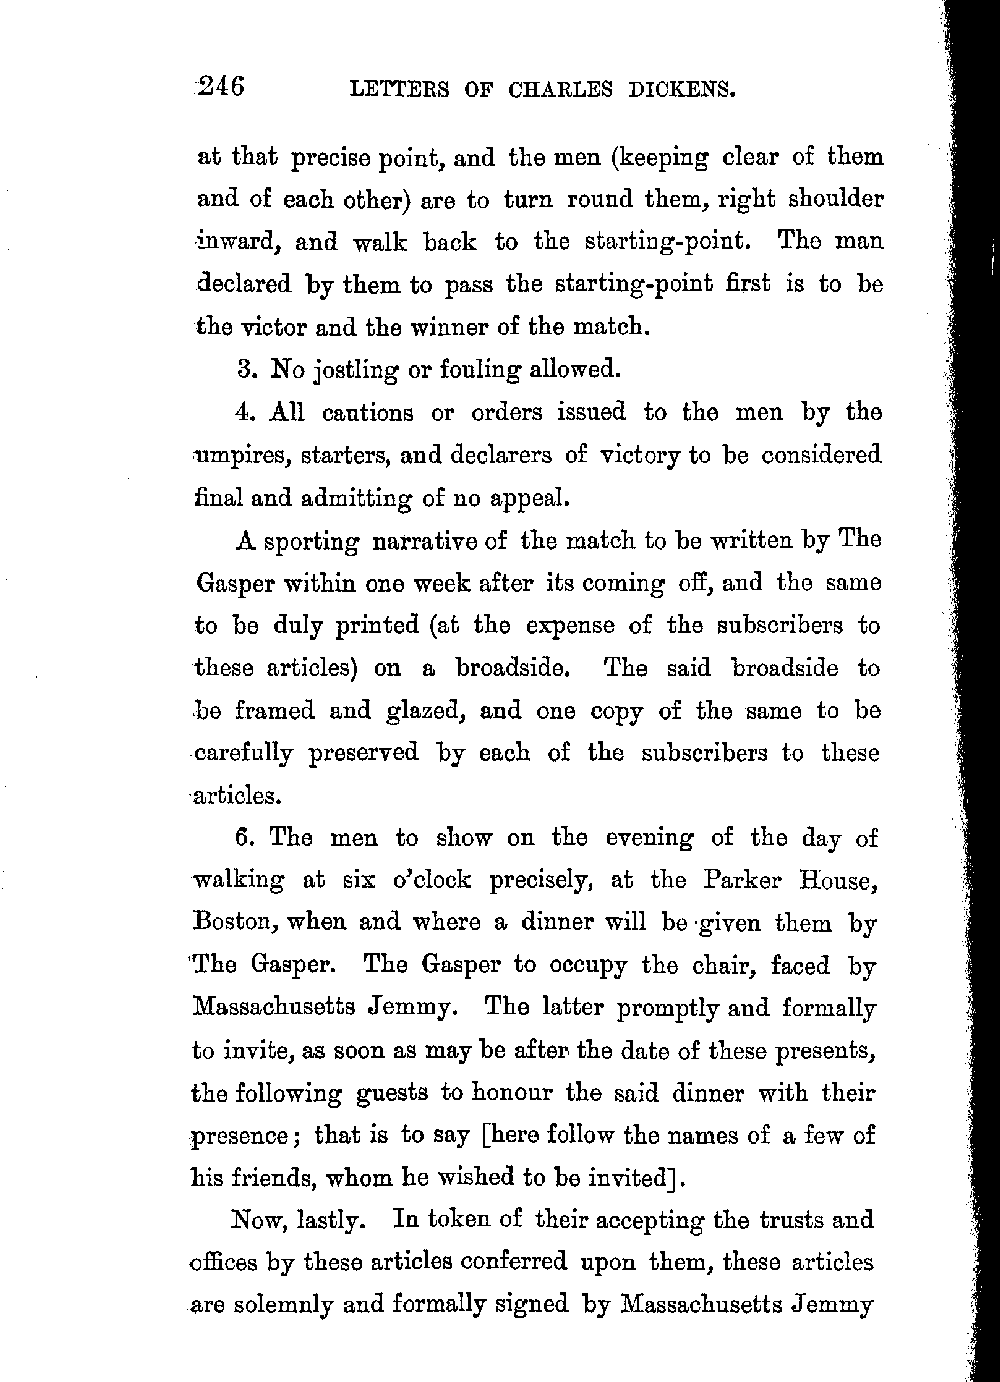 246 LETTERS OF CHARLES DICKENS.
at that precise point, and the men (keeping clear of them
and of each other) are to turn round them, right shoulder
inward, and walk back to the starting-point. The man
declared by them to pass the starting-point first is to be
the victor and the winner of the match.
3. No jostling or fouling allowed.
4. All cautions or orders issued to the men by the
umpires, starters, and declarers of victory to be considered
final and admitting of no appeal.
A sporting narrative of the match to be written by The
Gasper within one week after its coming off, and the same
to be duly printed (at the expense of the subscribers to
these articles) on a broadside. The said broadside to
be framed and glazed, and one copy of the same to be
carefully preserved by each of the subscribers to these
articles.
6. The men to show on the evening of the day of
walking at six o'clock precisely, at the Parker House,
Boston, when and where a dinner will be given them by
The Gasper. The Gasper to occupy the chair, faced by
Massachusetts Jemmy. The latter promptly and formally
to invite, as soon as may be after the date of these presents,
the following guests to honour the said dinner with their
presence; that is to say [here follow the names of a few of
his friends, whom he wished to be invited].
Now, lastly. In token of their accepting the trusts and
offices by these articles conferred upon them, these articles
are solemnly and formally signed by Massachusetts Jemmy